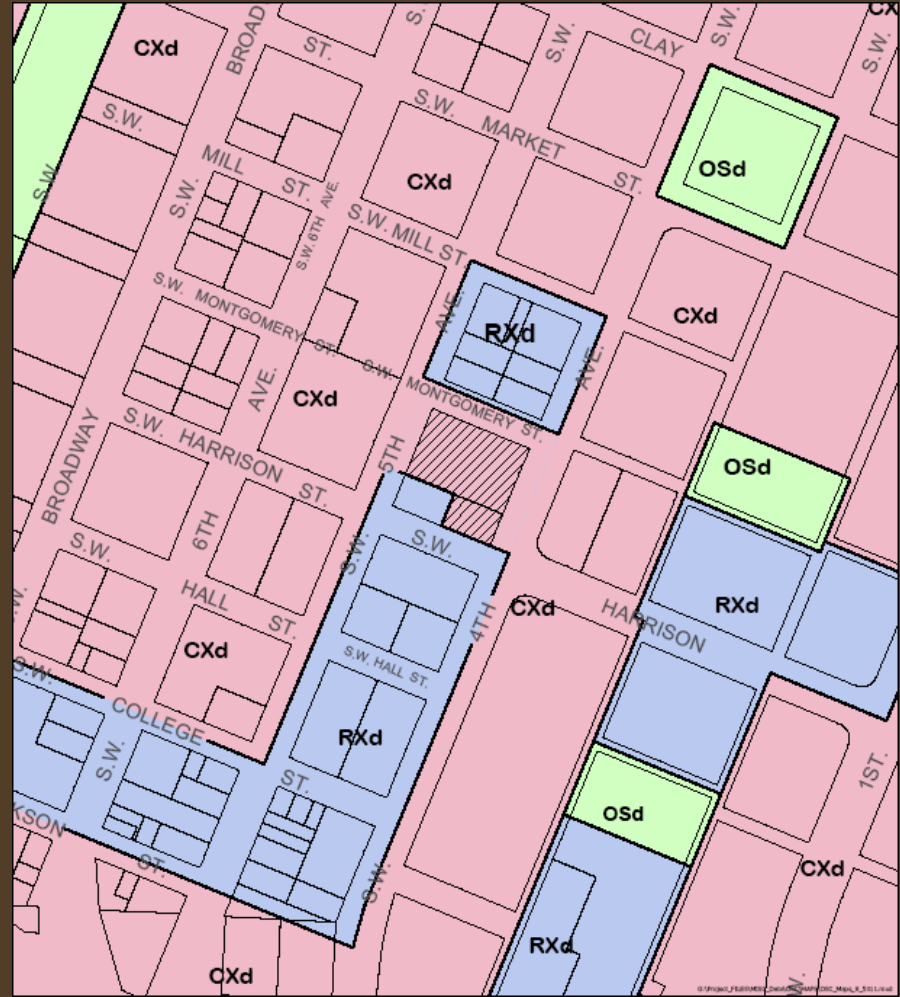 CX
S.W.
CXd
BROAD
ST.
S.W.
CLAY
S.W.
S.W.
S.W.
S.W.
MARKET
ST.
OSd
S.W.
MILL
ST.
S.W.
S.W. 6TH AVE.
CXd
S.W.
S.W. MILL ST
AVE.
RXd
AVE.
CXd
S.W. MONTGOMERY ST.
S.W. MONTGOMERY ST.
CXd
AVE.
S.W. HARRISON ST.
5TH
OSd
BROADWAY
6TH
S.W.
HALL
ST.
S.W.
S.W.
4TH
CXd
HARRISON
RXd
CXd
S.W. HALL ST.
S.W.
S.W.
COLLEGE
ST.
S.W.
RXd
1ST.
OSd
KSON
ST.
S.W.
CXd
RXd
CXd
W.